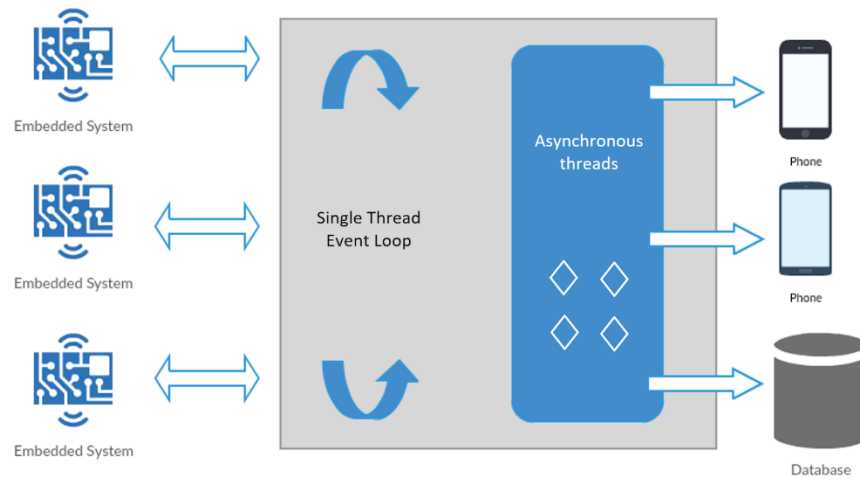 Embedded System
Embedded System
Embedded System
Single Thread
Event Loop
Asynchronous
threads
Phone
Phone
Database